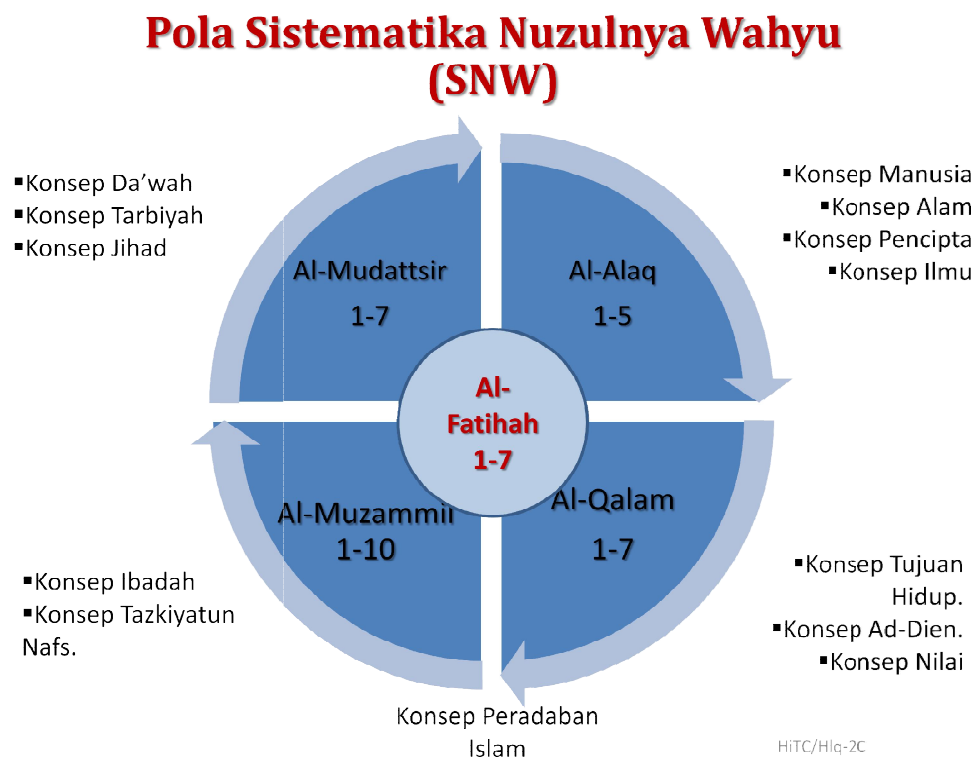 Pola Sistematika Nuzulnya Wahyu
(SNW)
▪Konsep Da’wah
▪Konsep Tarbiyah
▪Konsep Jihad
▪Konsep Manusia
▪Konsep Alam
▪Konsep Pencipta
▪Konsep Ilmu
Al-Mudattsir
1-7
Al-Alaq
1-5
Al-
Fatihah
1-7
Al-Muzammil
1-10
Al-Qalam
1-7
▪Konsep Ibadah
▪Konsep Tazkiyatun
Nafs.
▪Konsep Tujuan
Hidup.
▪Konsep Ad-Dien.
▪Konsep Nilai
Konsep Peradaban
Islam
HiTC/Hlq-2C